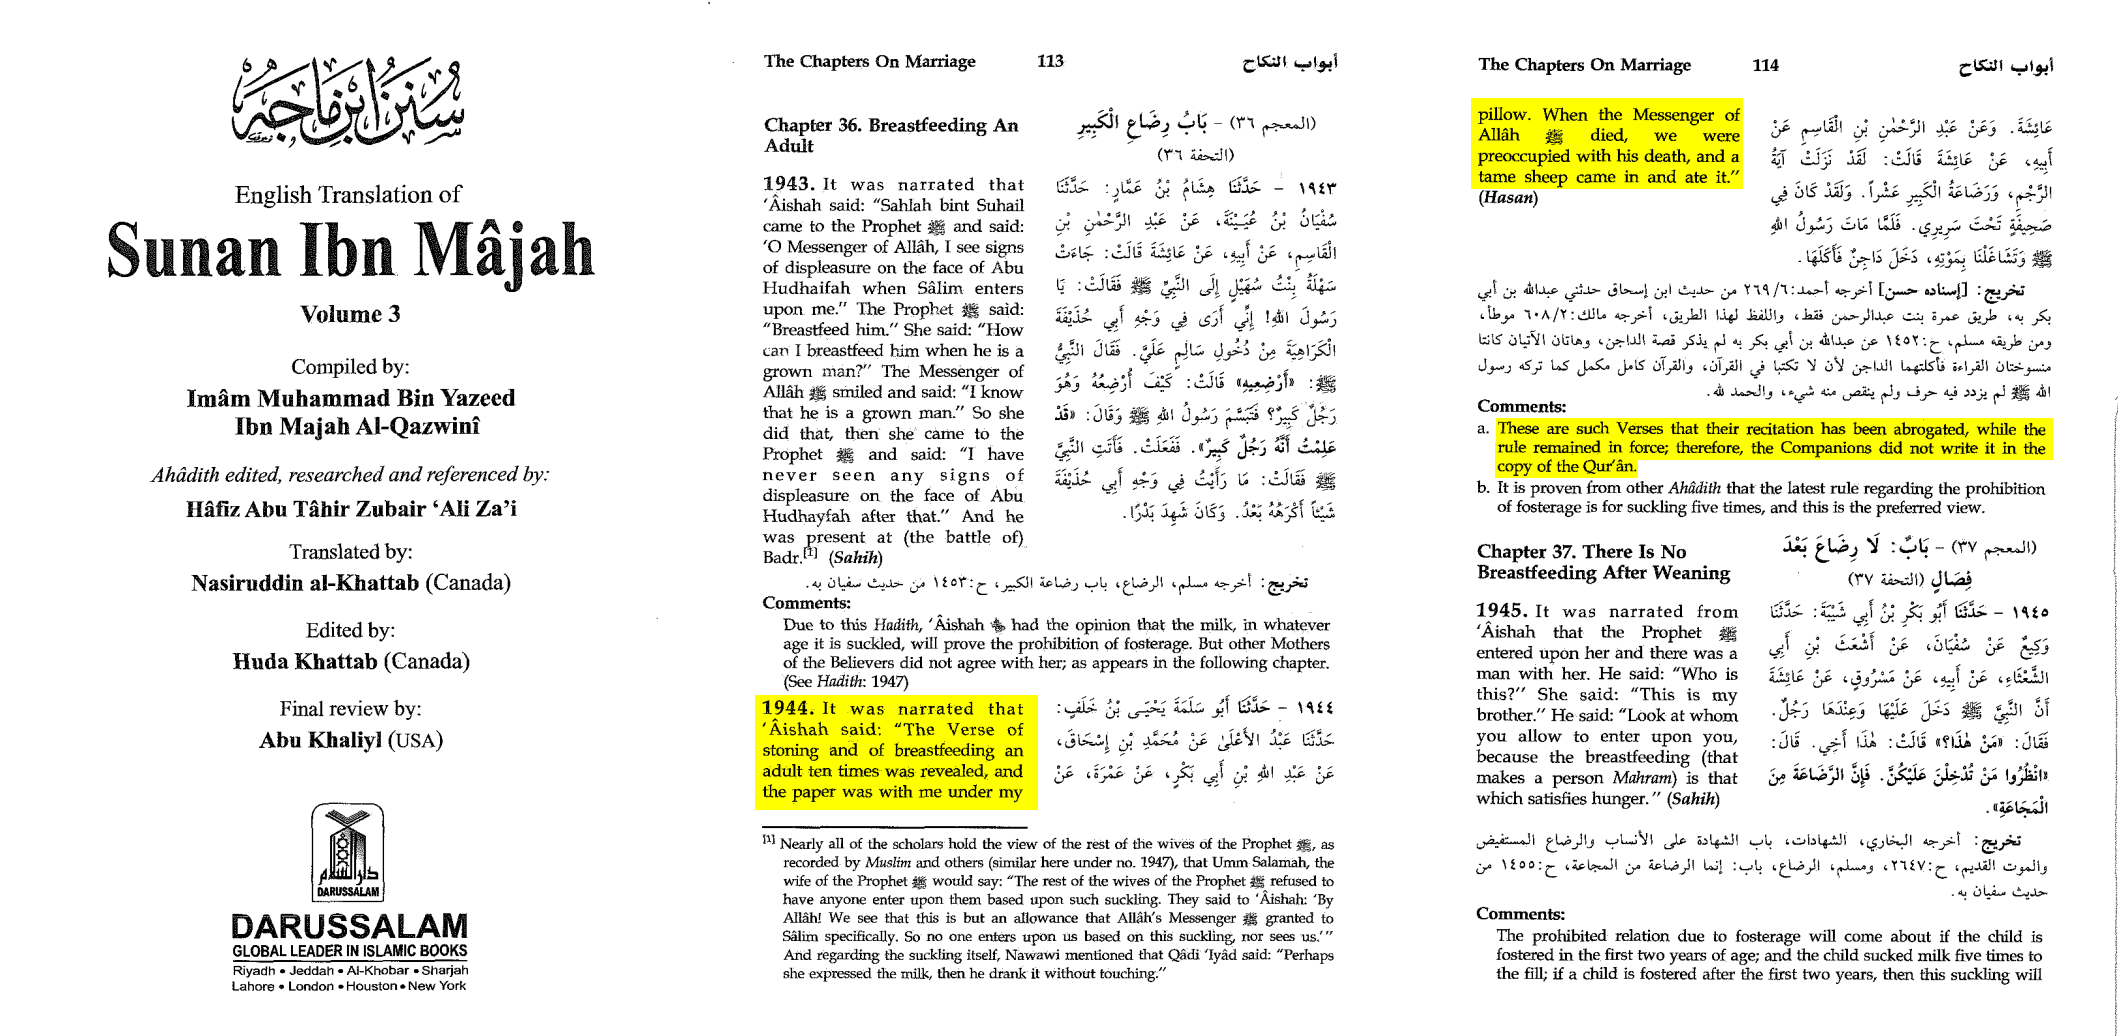 سُنَنُ ابْنِ مَاجَهْ
English Translation of
Sunan Ibn Mâjah
Volume 3
Compiled by:
Imâm Muhammad Bin Yazeed
Ibn Majah Al-Qazwinî
Ahâdith edited, researched and referenced by:
Hâfiz Abu Tâhir Zubair ‘Ali Za’i
Translated by:
Nasiruddin al-Khattab (Canada)
Edited by:
Huda Khattab (Canada)
Final review by:
Abu Khaliyl (USA)
دارالسلام
DARUSSALAM
DARUSSALAM
GLOBAL LEADER IN ISLAMIC BOOKS
Riyadh • Jeddah • Al-Khobar • Sharjah
Lahore • London • Houston • New York
The Chapters On Marriage 113 أبواب النكاح
Chapter 36. Breastfeeding An
Adult
1943. It was narrated that
‘Âishah said: “Sahlah bint Suhail
came to the Prophet ﷺ and said:
‘O Messenger of Allâh, I see signs
of displeasure on the face of Abu
Hudhaifah when Sâlim enters
upon me.” The Prophet ﷺ said:
“Breastfeed him.” She said: “How
can I breastfeed him when he is a
grown man?” The Messenger of
Allâh ﷺ smiled and said: “I know
that he is a grown man.” So she
did that, then she came to the
Prophet ﷺ and said: “I have
never seen any signs of
displeasure on the face of Abu
Hudhayfah after that.” And he
was present at (the battle of)
Badr.[1] (Sahih)
(المعجم ٣٦) - بَابُ رِضَاعِ الْكَبِيرِ
(التحفة ٣٦)
١٩٤٣ - حَدَّثَنَا هِشَامُ بْنُ عَمَّارٍ: حَدَّثَنَا
سُفْيَانُ بْنُ عُيَيْنَةَ، عَنْ عَبْدِ الرَّحْمٰنِ بْنِ
الْقَاسِمِ، عَنْ أَبِيهِ، عَنْ عَائِشَةَ قَالَتْ: جَاءَتْ
سَهْلَةُ بِنْتُ سُهَيْلٍ إِلَى النَّبِيِّ ﷺ فَقَالَتْ: يَا
رَسُولَ اللهِ! إِنِّي أَرَى فِي وَجْهِ أَبِي حُذَيْفَةَ
الْكَرَاهِيَةَ مِنْ دُخُولِ سَالِمٍ عَلَيَّ. فَقَالَ النَّبِيُّ
ﷺ: «أَرْضِعِيهِ» قَالَتْ: كَيْفَ أُرْضِعُهُ وَهُوَ
رَجُلٌ كَبِيرٌ؟ فَتَبَسَّمَ رَسُولُ اللهِ ﷺ وَقَالَ: «قَدْ
عَلِمْتُ أَنَّهُ رَجُلٌ كَبِيرٌ». فَفَعَلَتْ. فَأَتَتِ النَّبِيَّ
ﷺ فَقَالَتْ: مَا رَأَيْتُ فِي وَجْهِ أَبِي حُذَيْفَةَ
شَيْئاً أَكْرَهُهُ بَعْدُ. وَكَانَ شَهِدَ بَدْرًا.
تخريج: أخرجه مسلم، الرضاع، باب رضاعة الكبير، ح:١٤٥٣ من حديث سفيان به.
Comments:
Due to this Hadith, ‘Âishah had the opinion that the milk, in whatever
age it is suckled, will prove the prohibition of fosterage. But other Mothers
of the Believers did not agree with her; as appears in the following chapter.
(See Hadith: 1947)
1944. It was narrated that
‘Âishah said: “The Verse of
stoning and of breastfeeding an
adult ten times was revealed, and
the paper was with me under my
١٩٤٤ - حَدَّثَنَا أَبُو سَلَمَةَ يَحْيَى بْنُ خَلَفٍ:
حَدَّثَنَا عَبْدُ الأَعْلَىٰ عَنْ مُحَمَّدِ بْنِ إِسْحَاقَ،
عَنْ عَبْدِ اللهِ بْنِ أَبِي بَكْرٍ، عَنْ عَمْرَةَ، عَنْ
[1] Nearly all of the scholars hold the view of the rest of the wives of the Prophet ﷺ, as
recorded by Muslim and others (similar here under no. 1947), that Umm Salamah, the
wife of the Prophet ﷺ would say: “The rest of the wives of the Prophet ﷺ refused to
have anyone enter upon them based upon such suckling. They said to ‘Âishah: ‘By
Allâh! We see that this is but an allowance that Allâh’s Messenger ﷺ granted to
Sâlim specifically. So no one enters upon us based on this suckling, nor sees us.’”
And regarding the suckling itself, Nawawi mentioned that Qâdi ‘Iyâd said: “Perhaps
she expressed the milk, then he drank it without touching.”
The Chapters On Marriage 114 أبواب النكاح
pillow. When the Messenger of
Allâh ﷺ died, we were
preoccupied with his death, and a
tame sheep came in and ate it.”
(Hasan)
عَائِشَةَ. وَعَنْ عَبْدِ الرَّحْمٰنِ بْنِ الْقَاسِمِ عَنْ
أَبِيهِ، عَنْ عَائِشَةَ قَالَتْ: لَقَدْ نَزَلَتْ آيَةُ
الرَّجْمِ، وَرَضَاعَةُ الْكَبِيرِ عَشْراً. وَلَقَدْ كَانَ فِي
صَحِيفَةٍ تَحْتَ سَرِيرِي. فَلَمَّا مَاتَ رَسُولُ اللهِ
ﷺ وَتَشَاغَلْنَا بِمَوْتِهِ، دَخَلَ دَاجِنٌ فَأَكَلَهَا.
تخريج: [إسناده حسن] أخرجه أحمد:٦/ ٢٦٩ من حديث ابن إسحاق حدثني عبدالله بن أبي
بكر به، طريق عمرة بنت عبدالرحمن فقط، واللفظ لهذا الطريق، أخرجه مالك:٢/ ٦٠٨ موطأ،
ومن طريقه مسلم، ح:١٤٥٢ عن عبدالله بن أبي بكر به لم يذكر قصة الداجن، وهاتان الآيتان كانتا
منسوختان القراءة فأكلتهما الداجن لأن لا تكتبا في القرآن، والقرآن كامل مكمل كما تركه رسول
الله ﷺ لم يزدد فيه حرف ولم ينقص منه شيء، والحمد لله.
Comments:
a. These are such Verses that their recitation has been abrogated, while the
rule remained in force; therefore, the Companions did not write it in the
copy of the Qur’ân.
b. It is proven from other Ahâdith that the latest rule regarding the prohibition
of fosterage is for suckling five times, and this is the preferred view.
Chapter 37. There Is No
Breastfeeding After Weaning
1945. It was narrated from
‘Âishah that the Prophet ﷺ
entered upon her and there was a
man with her. He said: “Who is
this?” She said: “This is my
brother.” He said: “Look at whom
you allow to enter upon you,
because the breastfeeding (that
makes a person Mahram) is that
which satisfies hunger.” (Sahih)
(المعجم ٣٧) - بَابٌ: لَا رِضَاعَ بَعْدَ
فِصَالٍ (التحفة ٣٧)
١٩٤٥ - حَدَّثَنَا أَبُو بَكْرِ بْنُ أَبِي شَيْبَةَ: حَدَّثَنَا
وَكِيعٌ عَنْ سُفْيَانَ، عَنْ أَشْعَثَ بْنِ أَبِي
الشَّعْثَاءِ، عَنْ أَبِيهِ، عَنْ مَسْرُوقٍ، عَنْ عَائِشَةَ
أَنَّ النَّبِيَّ ﷺ دَخَلَ عَلَيْهَا وَعِنْدَهَا رَجُلٌ.
فَقَالَ: «مَنْ هٰذَا؟» قَالَتْ: هٰذَا أَخِي. قَالَ:
«انْظُرُوا مَنْ تُدْخِلْنَ عَلَيْكُنَّ. فَإِنَّ الرَّضَاعَةَ مِنَ
الْمَجَاعَةِ».
تخريج: أخرجه البخاري، الشهادات، باب الشهادة على الأنساب والرضاع المستفيض
والموت القديم، ح:٢٦٤٧، ومسلم، الرضاع، باب: إنما الرضاعة من المجاعة، ح:١٤٥٥ من
حديث سفيان به.
Comments:
The prohibited relation due to fosterage will come about if the child is
fostered in the first two years of age; and the child sucked milk five times to
the fill; if a child is fostered after the first two years, then this suckling will